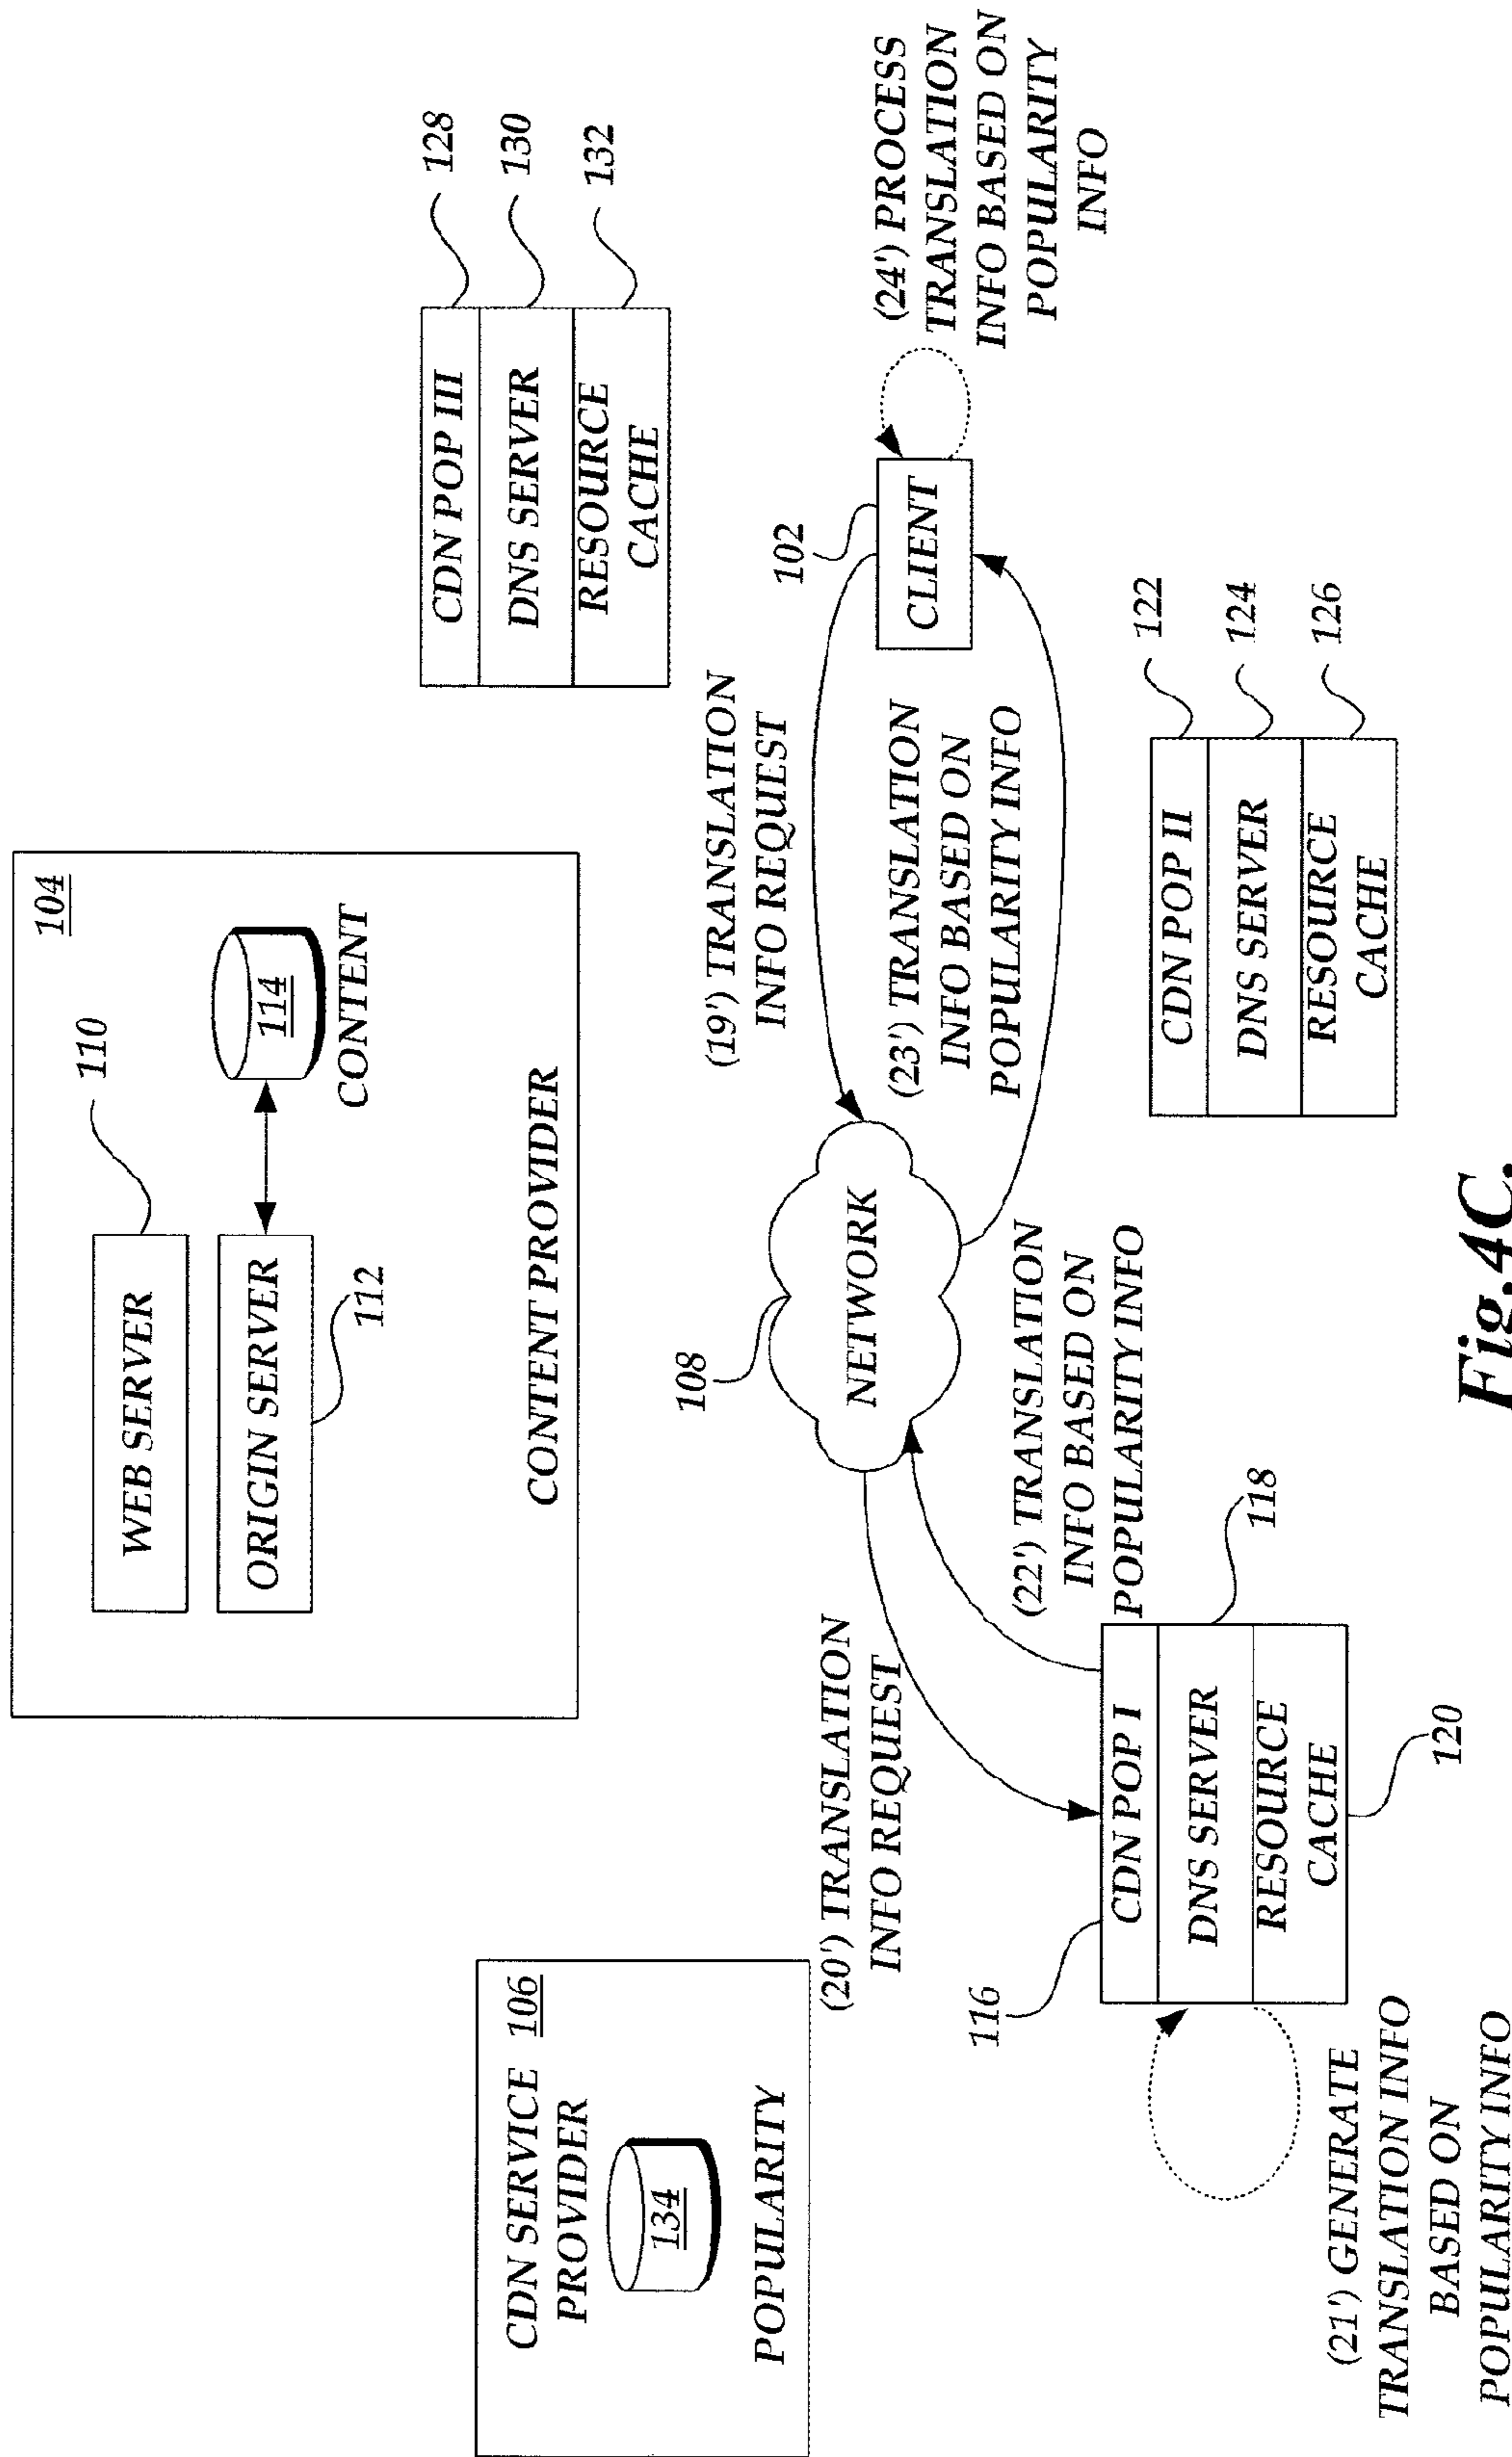 104
WEB SERVER
110
ORIGIN SERVER
112
114
CONTENT
CONTENT PROVIDER
CDN SERVICE
PROVIDER
106
134
POPULARITY
CDN POP III
DNS SERVER
RESOURCE
CACHE
128
130
132
108
NETWORK
102
CLIENT
(19') TRANSLATION
INFO REQUEST
(20') TRANSLATION
INFO REQUEST
(21') GENERATE
TRANSLATION INFO
BASED ON
POPULARITY INFO
(22') TRANSLATION
INFO BASED ON
POPULARITY INFO
(23') TRANSLATION
INFO BASED ON
POPULARITY INFO
(24') PROCESS
TRANSLATION
INFO BASED ON
POPULARITY
INFO
116
CDN POP I
DNS SERVER
RESOURCE
CACHE
118
120
CDN POP II
DNS SERVER
RESOURCE
CACHE
122
124
126
Fig.4C.